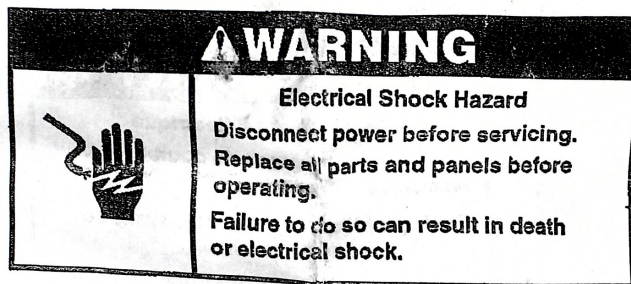 WARNING
Electrical Shock Hazard
Disconnect power before servicing.
Replace all parts and panels before
operating.
Failure to do so can result in death
or electrical shock.